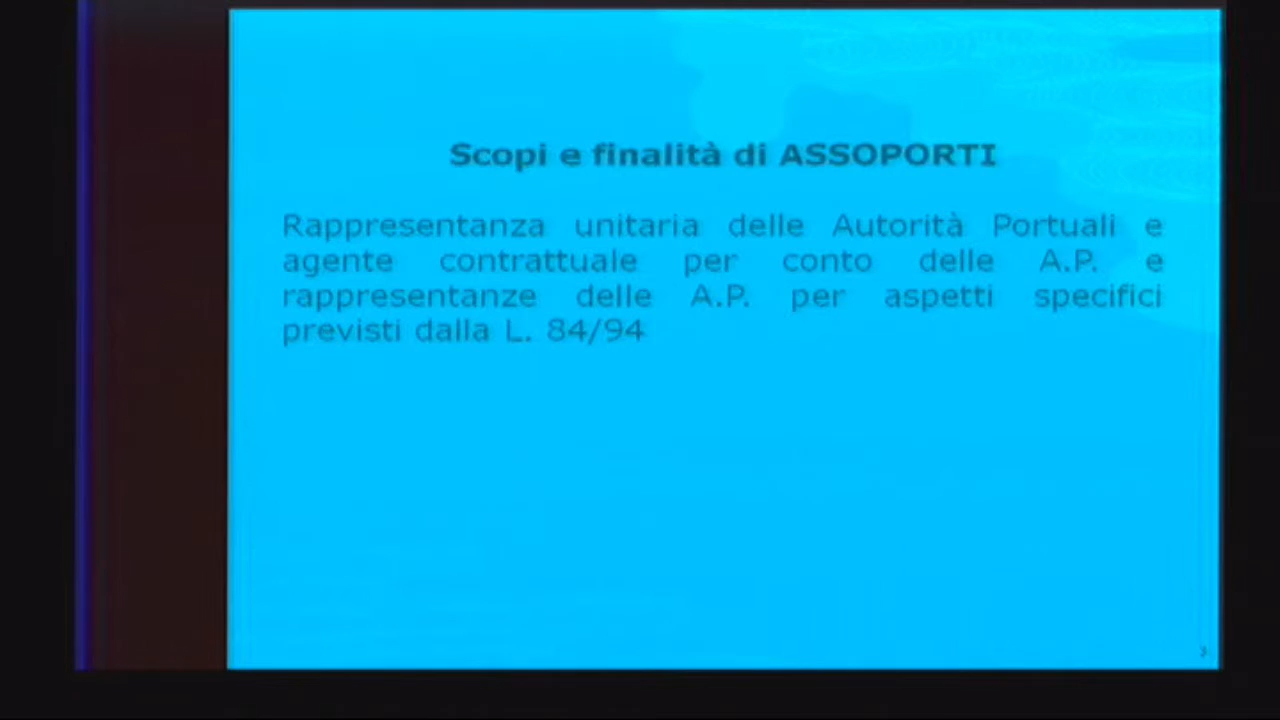 Scopi e finalità di ASSOPORTI
Rappresentanza unitaria delle Autorità Portuali e
agente contrattuale per conto delle A.P. e
rappresentanze delle A.P. per aspetti specifici
previsti dalla L. 84/94